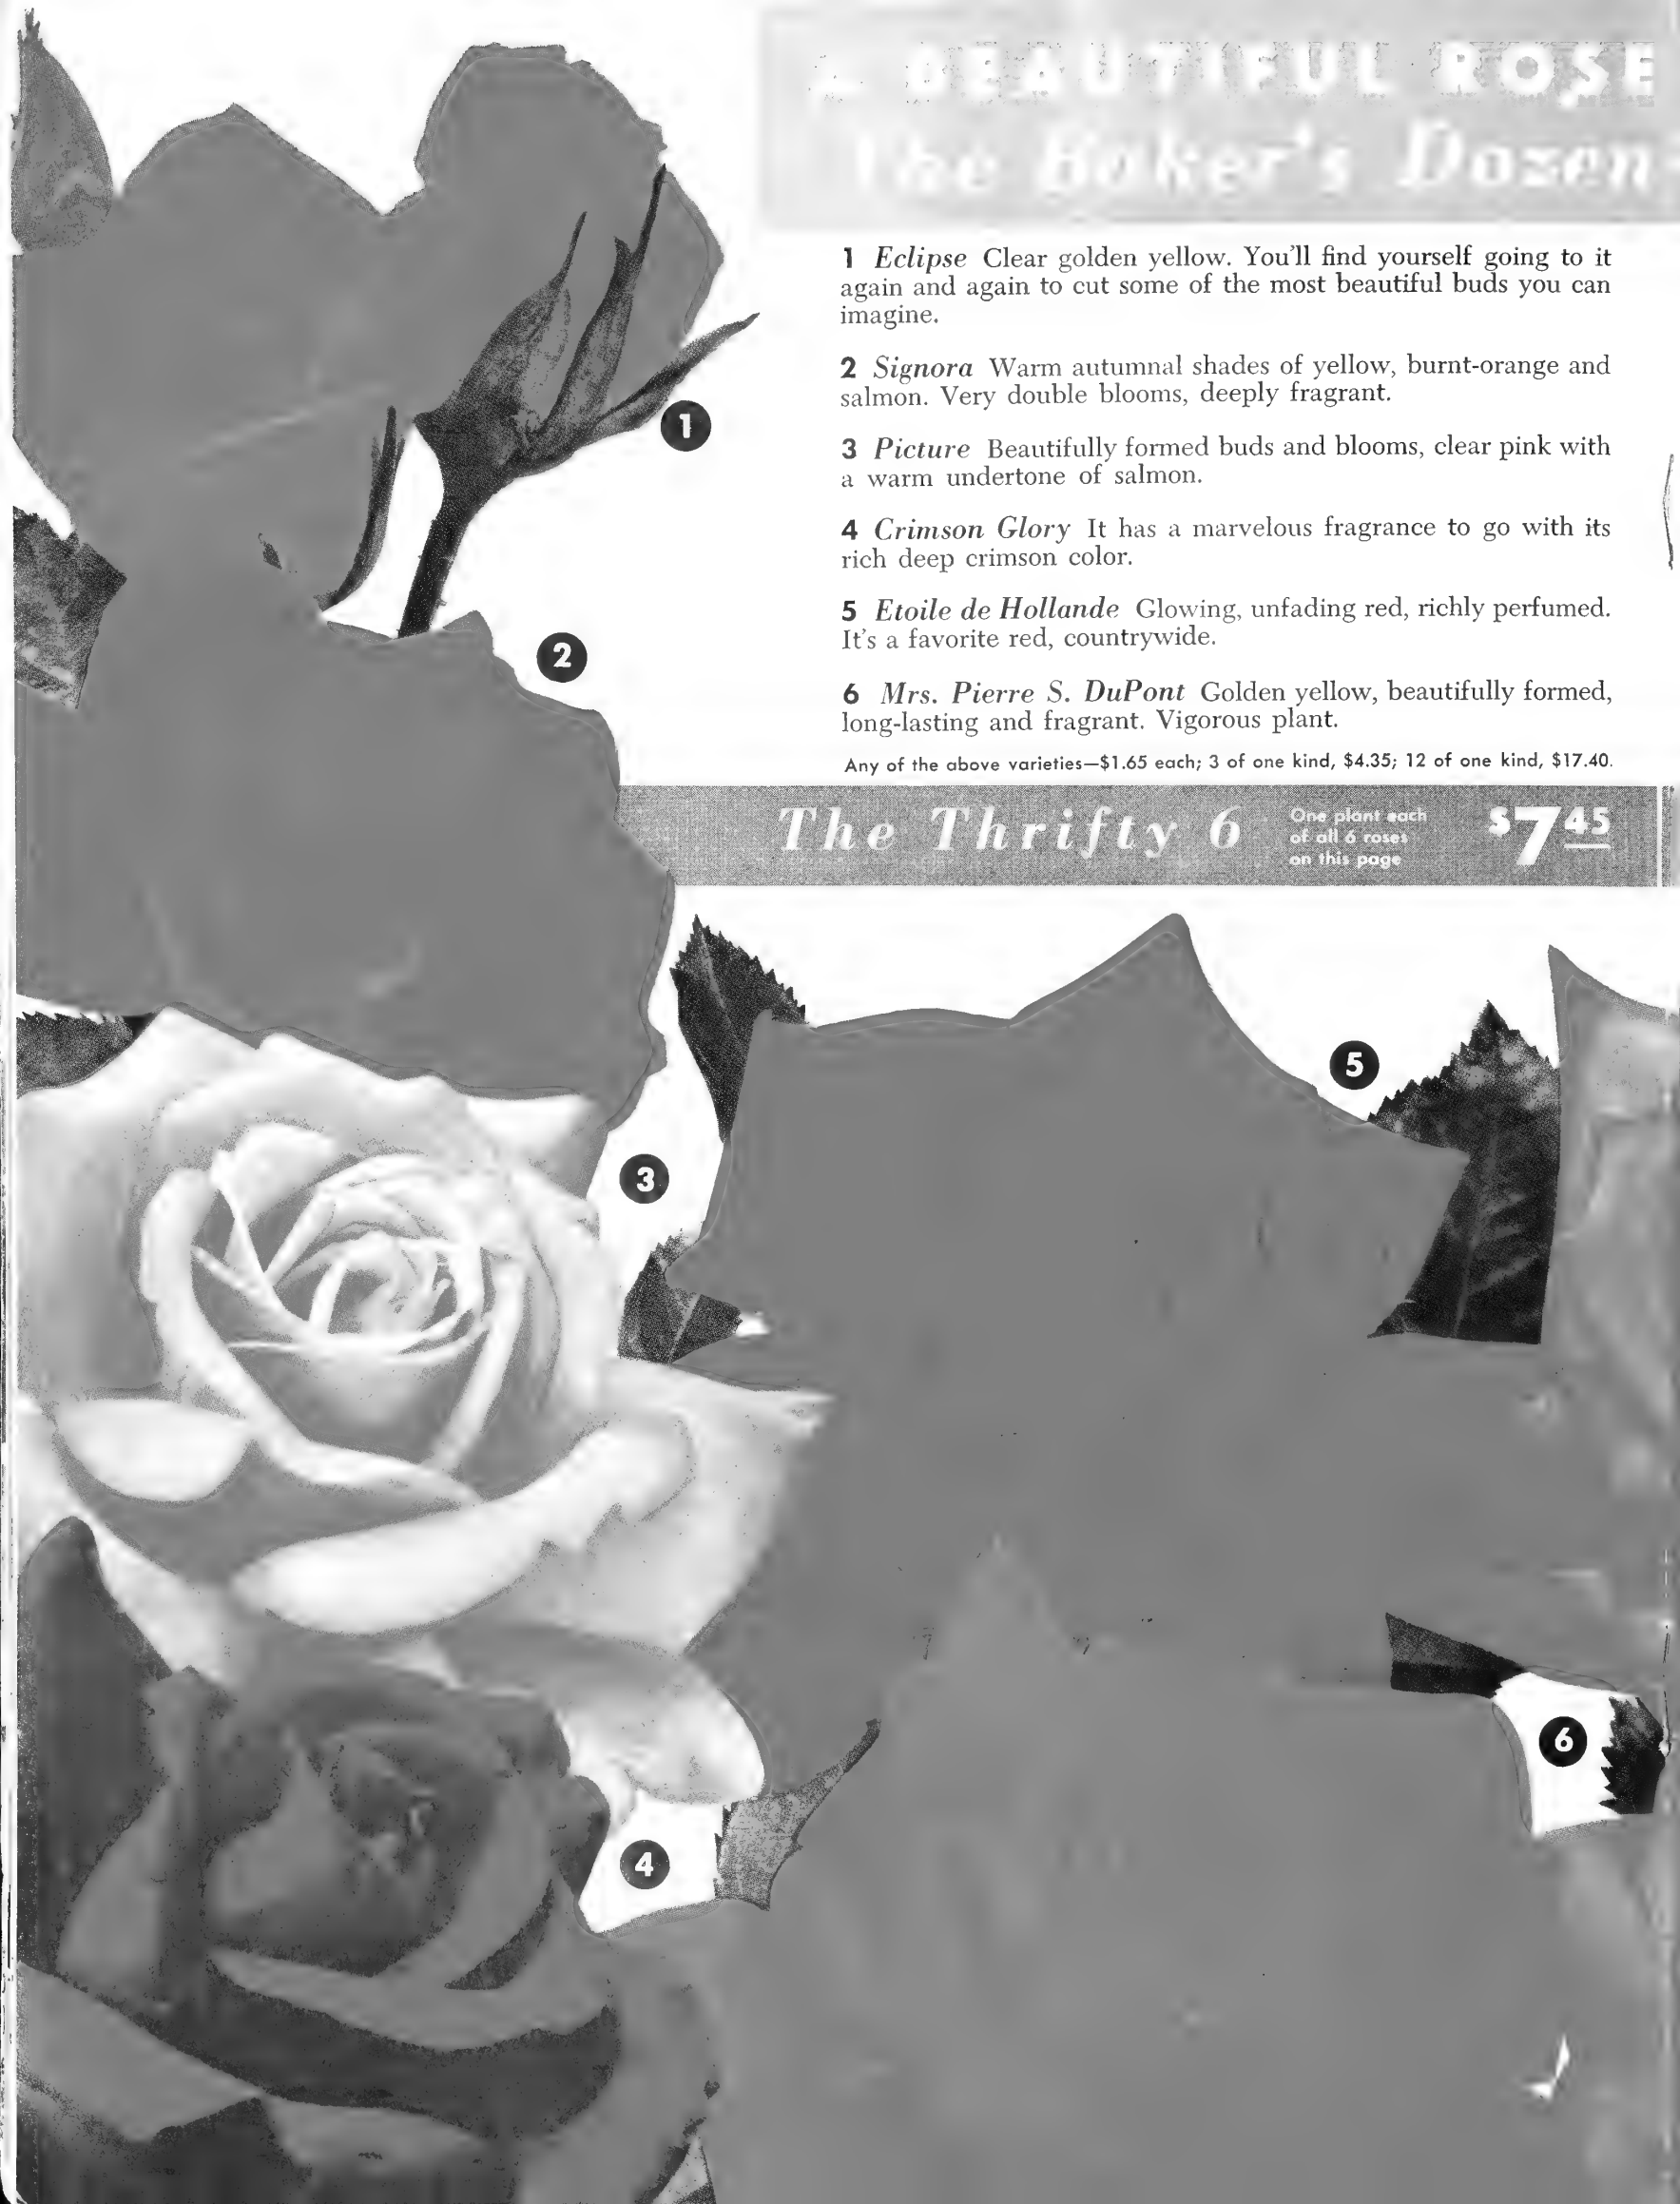 BEAUTIFUL ROSE
The Baker's Dozen
1 Eclipse Clear golden yellow. You'll find yourself going to it
again and again to cut some of the most beautiful buds you can
imagine.
2 Signora Warm autumnal shades of yellow, burnt-orange and
salmon. Very double blooms, deeply fragrant.
3 Picture Beautifully formed buds and blooms, clear pink with
a warm undertone of salmon.
4 Crimson Glory It has a marvelous fragrance to go with its
rich deep crimson color.
5 Etoile de Hollande Glowing, unfading red, richly perfumed.
It's a favorite red, countrywide.
6 Mrs. Pierre S. DuPont Golden yellow, beautifully formed,
long-lasting and fragrant. Vigorous plant.
Any of the above varieties—$1.65 each; 3 of one kind, $4.35; 12 of one kind, $17.40.
The Thrifty 6
One plant each
of all 6 roses
on this page
$7 45
1
2
3
5
6
4